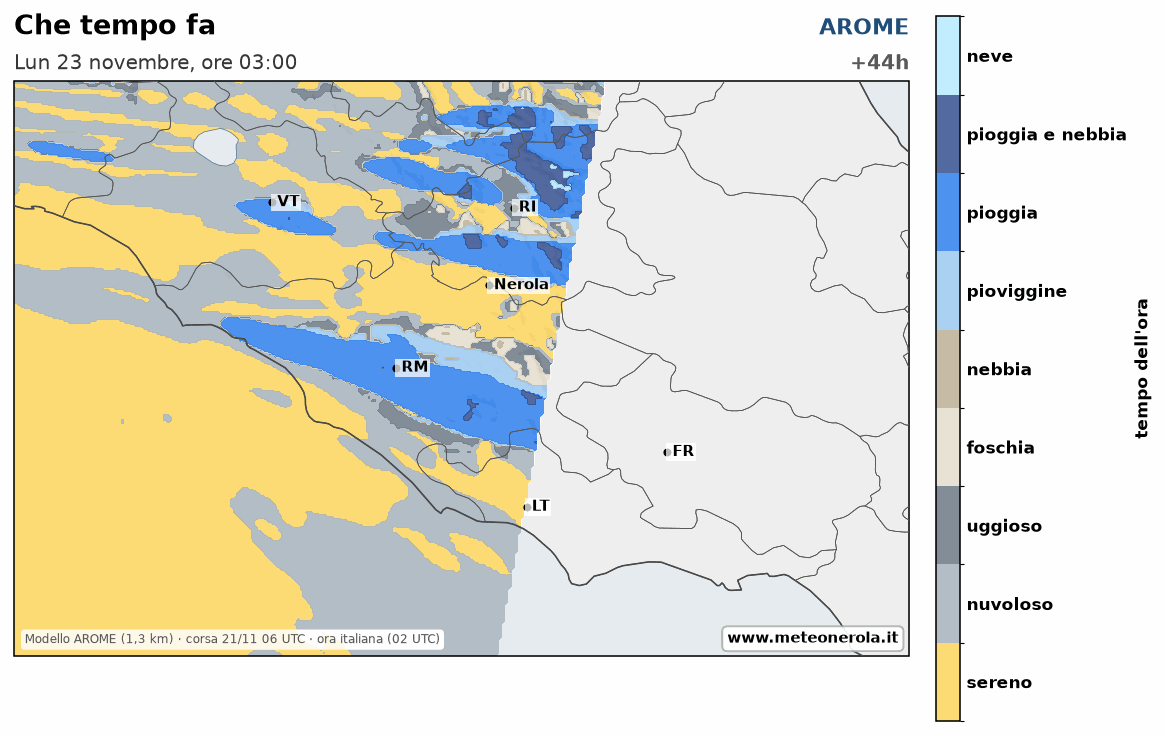 Che tempo fa
AROME
Lun 23 novembre, ore 03:00
+44h
VT
RI
Nerola
RM
FR
LT
Modello AROME (1,3 km) · corsa 21/11 06 UTC · ora italiana (02 UTC)
www.meteonerola.it
neve
pioggia e nebbia
pioggia
pioviggine
nebbia
foschia
uggioso
nuvoloso
sereno
tempo dell'ora